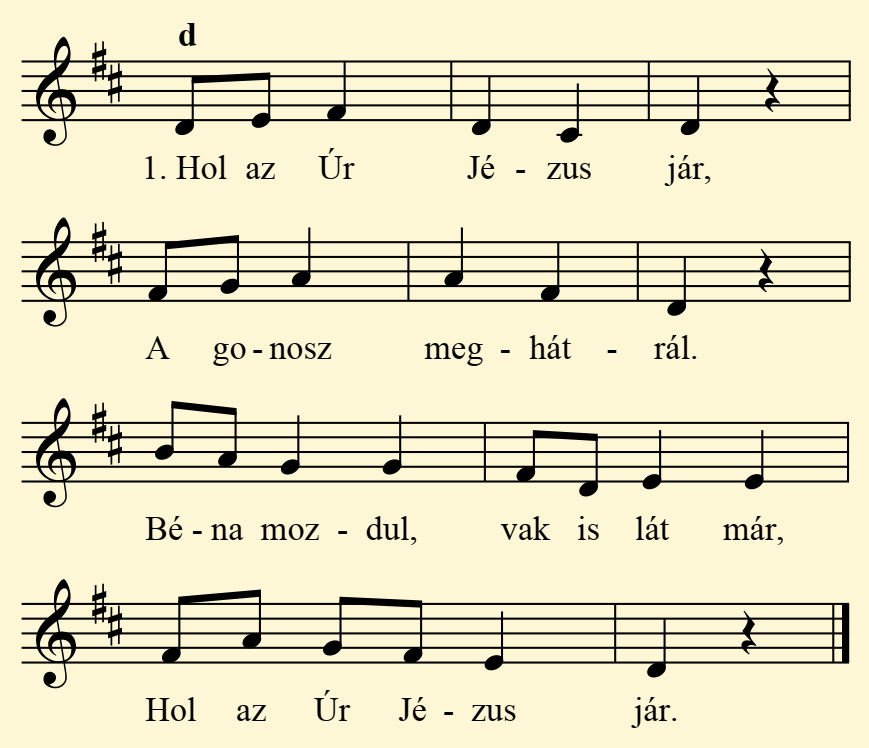 d
1. Hol az Úr Jé - zus jár,
A go - nosz meg - hát - rál.
Bé - na moz - dul, vak is lát már,
Hol az Úr Jé - zus jár.